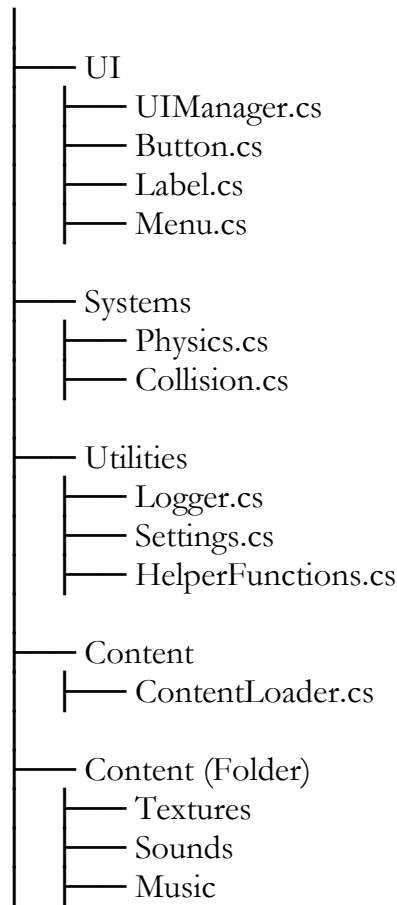 UI
UIManager.cs
Button.cs
Label.cs
Menu.cs
Systems
Physics.cs
Collision.cs
Utilities
Logger.cs
Settings.cs
HelperFunctions.cs
Content
ContentLoader.cs
Content (Folder)
Textures
Sounds
Music